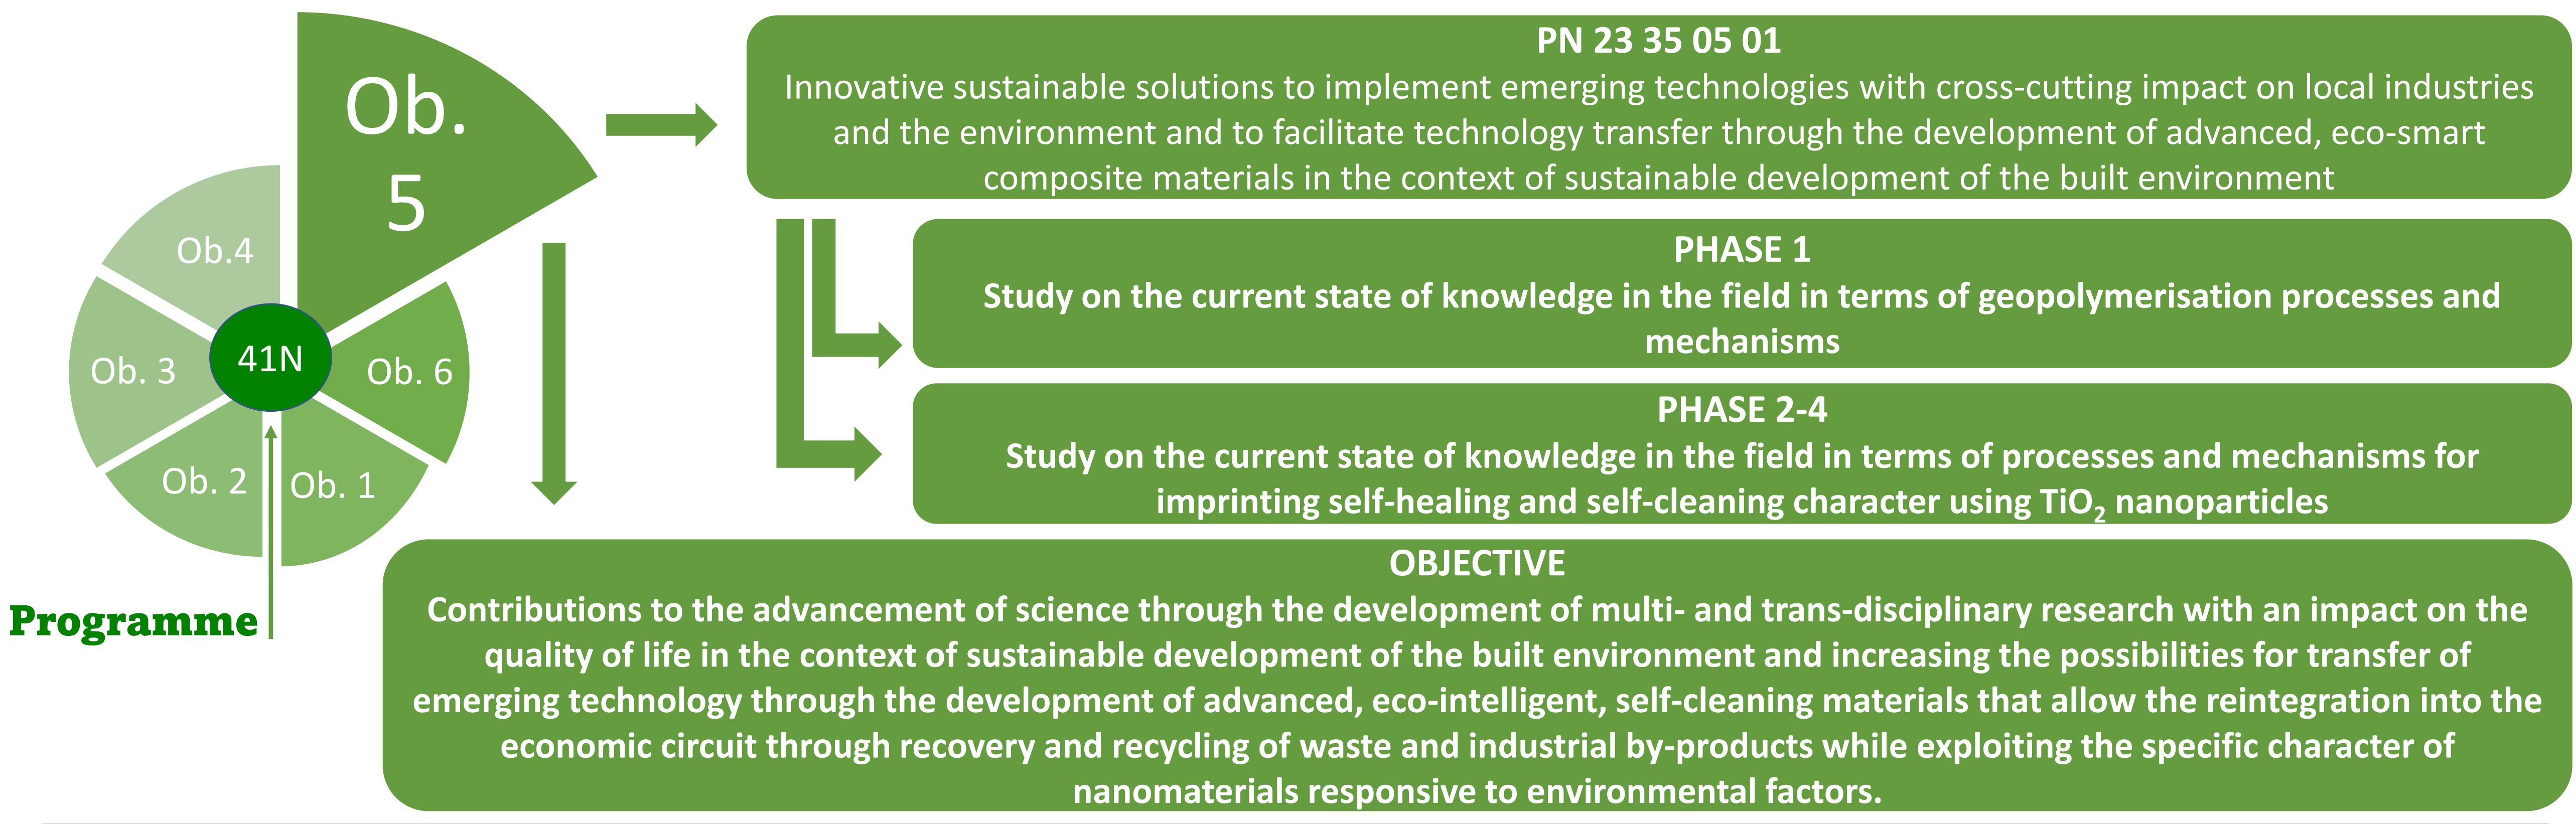 Ob.
5
Ob.4
Ob. 3
41N
Ob. 6
Ob. 2
Ob. 1
Programme
PN 23 35 05 01
Innovative sustainable solutions to implement emerging technologies with cross-cutting impact on local industries
and the environment and to facilitate technology transfer through the development of advanced, eco-smart
composite materials in the context of sustainable development of the built environment
PHASE 1
Study on the current state of knowledge in the field in terms of geopolymerisation processes and
mechanisms
PHASE 2-4
Study on the current state of knowledge in the field in terms of processes and mechanisms for
imprinting self-healing and self-cleaning character using TiO₂ nanoparticles
OBJECTIVE
Contributions to the advancement of science through the development of multi- and trans-disciplinary research with an impact on the
quality of life in the context of sustainable development of the built environment and increasing the possibilities for transfer of
emerging technology through the development of advanced, eco-intelligent, self-cleaning materials that allow the reintegration into the
economic circuit through recovery and recycling of waste and industrial by-products while exploiting the specific character of
nanomaterials responsive to environmental factors.